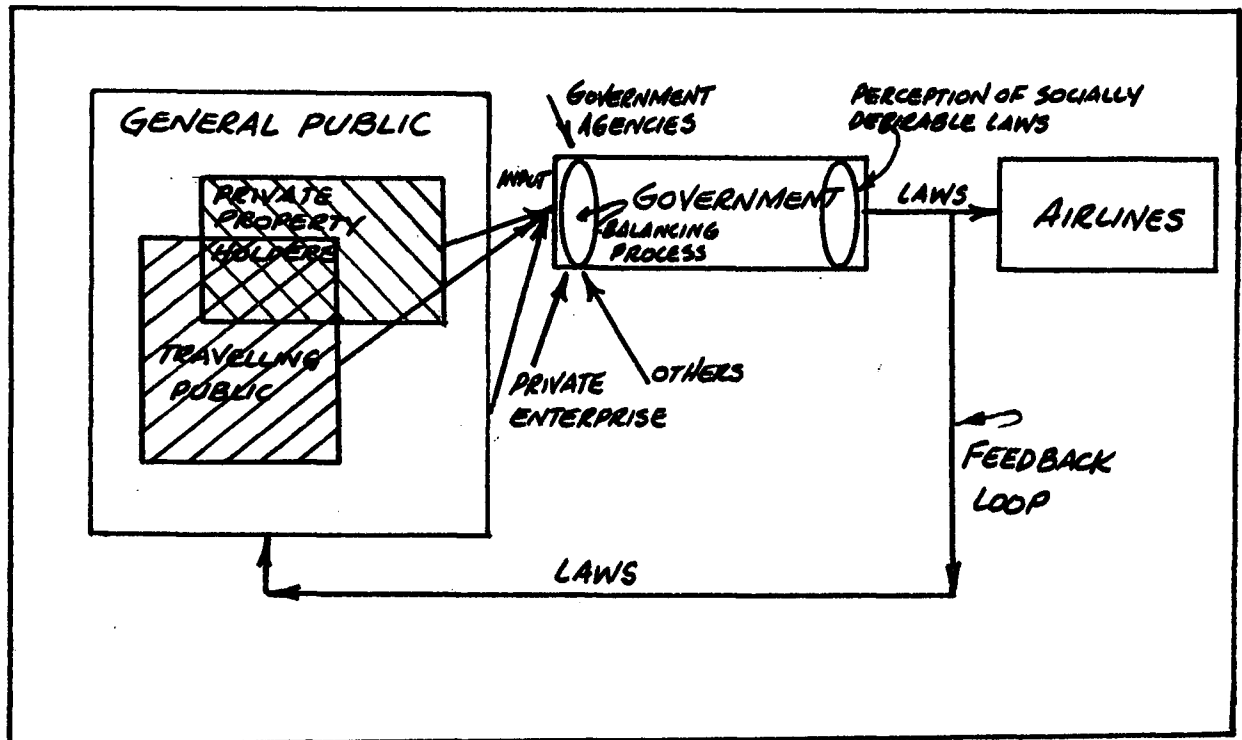 GENERAL PUBLIC
PRIVATE
PROPERTY
HOLDERS
TRAVELLING
PUBLIC
GOVERNMENT
AGENCIES
INPUT
GOVERNMENT
BALANCING
PROCESS
PERCEPTION OF SOCIALLY
DESIRABLE LAWS
LAWS
AIRLINES
PRIVATE
ENTERPRISE
OTHERS
FEEDBACK
LOOP
LAWS